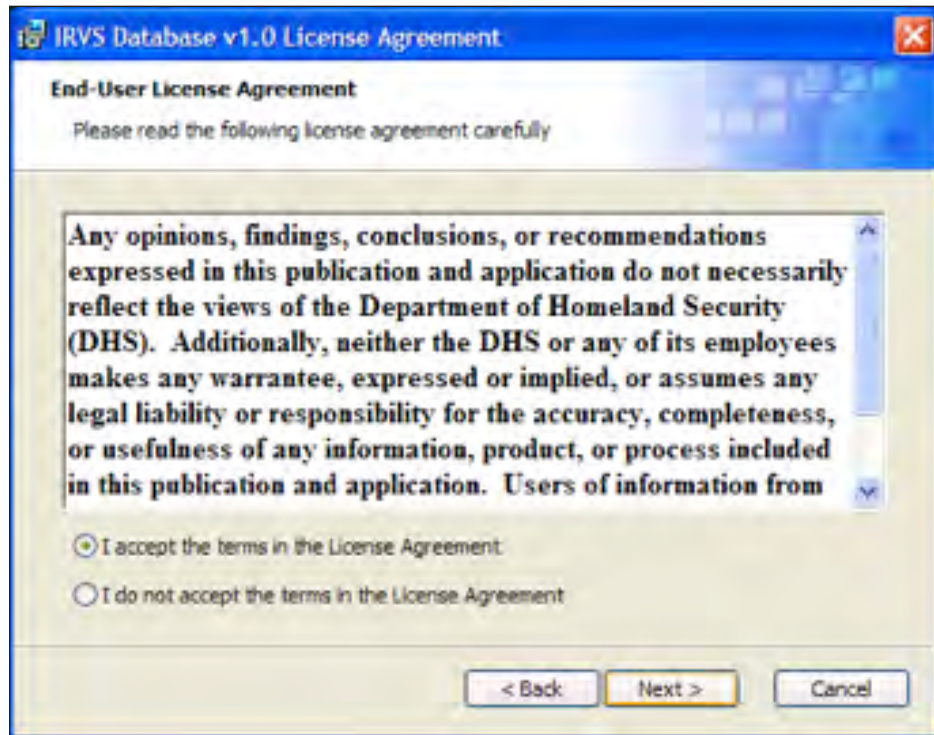 IRVS Database v1.0 License Agreement
End-User License Agreement
Please read the following license agreement carefully
Any opinions, findings, conclusions, or recommendations
expressed in this publication and application do not necessarily
reflect the views of the Department of Homeland Security
(DHS).  Additionally, neither the DHS or any of its employees
makes any warrantee, expressed or implied, or assumes any
legal liability or responsibility for the accuracy, completeness,
or usefulness of any information, product, or process included
in this publication and application.  Users of information from
I accept the terms in the License Agreement
I do not accept the terms in the License Agreement
< Back Next > Cancel